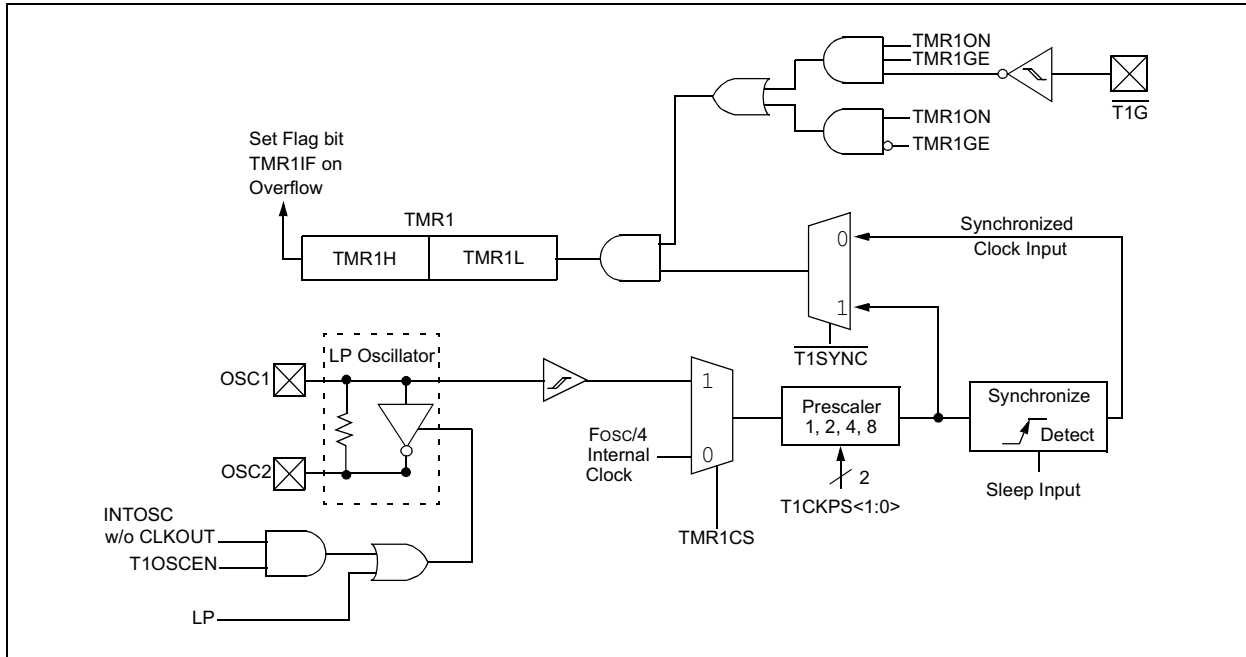 TMR1ON
TMR1GE
T1G
TMR1ON
TMR1GE
Set Flag bit
TMR1IF on
Overflow
TMR1
TMR1H
TMR1L
0
1
T1SYNC
Synchronized
Clock Input
LP Oscillator
OSC1
OSC2
1
0
FOSC/4
Internal
Clock
TMR1CS
Prescaler
1, 2, 4, 8
2
T1CKPS<1:0>
Synchronize
Detect
Sleep Input
INTOSC
w/o CLKOUT
T1OSCEN
LP